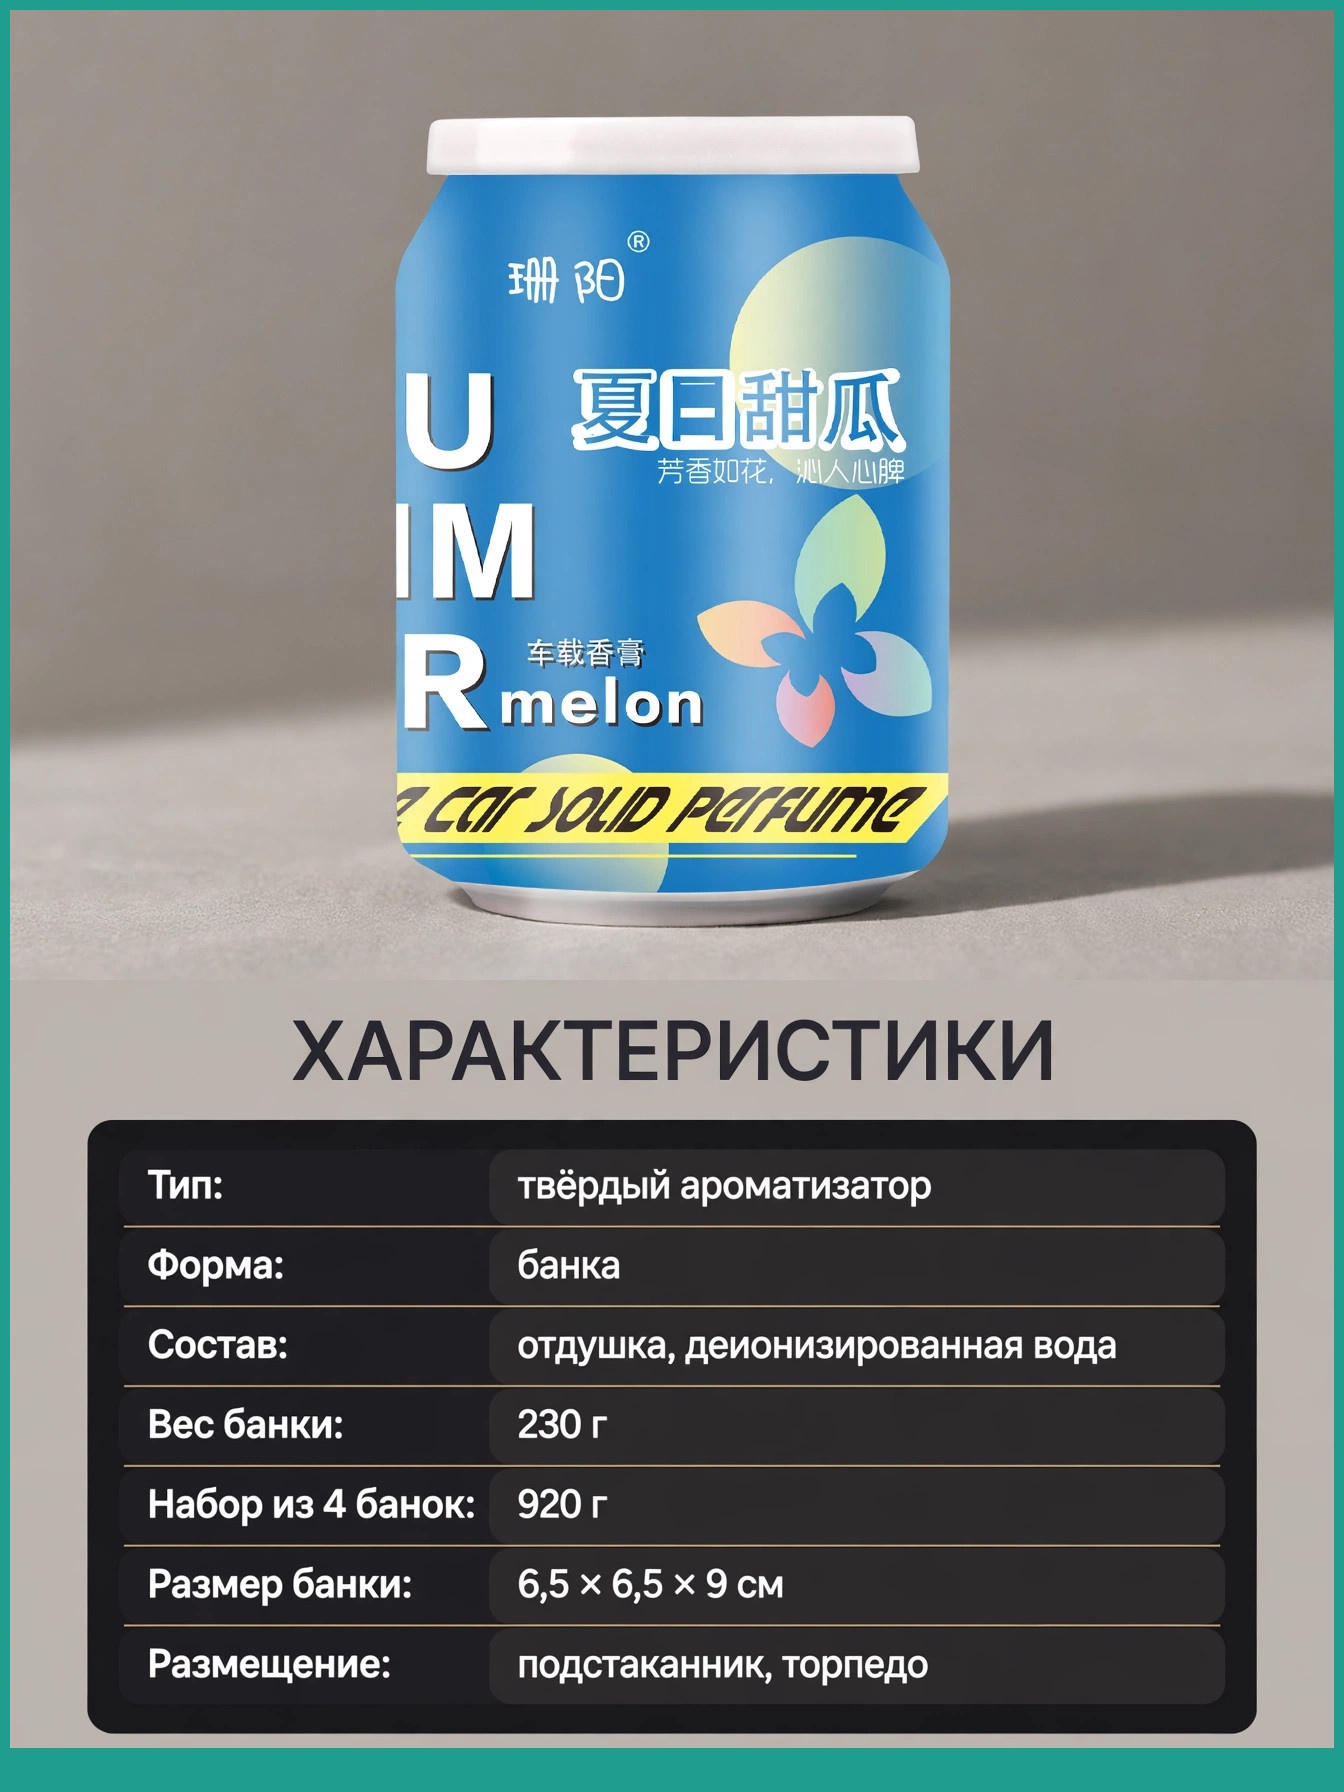 珊阳®
U
夏日甜瓜
芳香如花，沁人心脾
IM
R
车载香膏
melon
e car solid perfume
ХАРАКТЕРИСТИКИ
Тип: твёрдый ароматизатор
Форма: банка
Состав: отдушка, деионизированная вода
Вес банки: 230 г
Набор из 4 банок: 920 г
Размер банки: 6,5 × 6,5 × 9 см
Размещение: подстаканник, торпедо